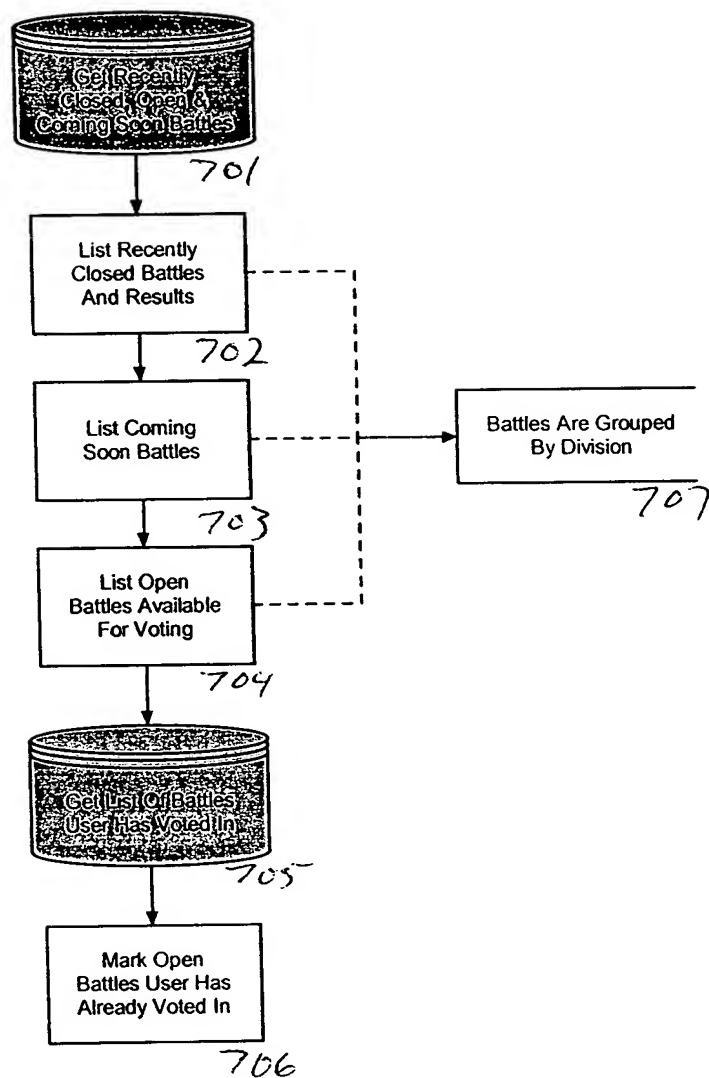 Get Recently
Closed, Open &
Coming Soon Battles
701
List Recently
Closed Battles
And Results
702
List Coming
Soon Battles
703
Battles Are Grouped
By Division
707
List Open
Battles Available
For Voting
704
Get List Of Battles
User Has Voted In
705
Mark Open
Battles User Has
Already Voted In
706